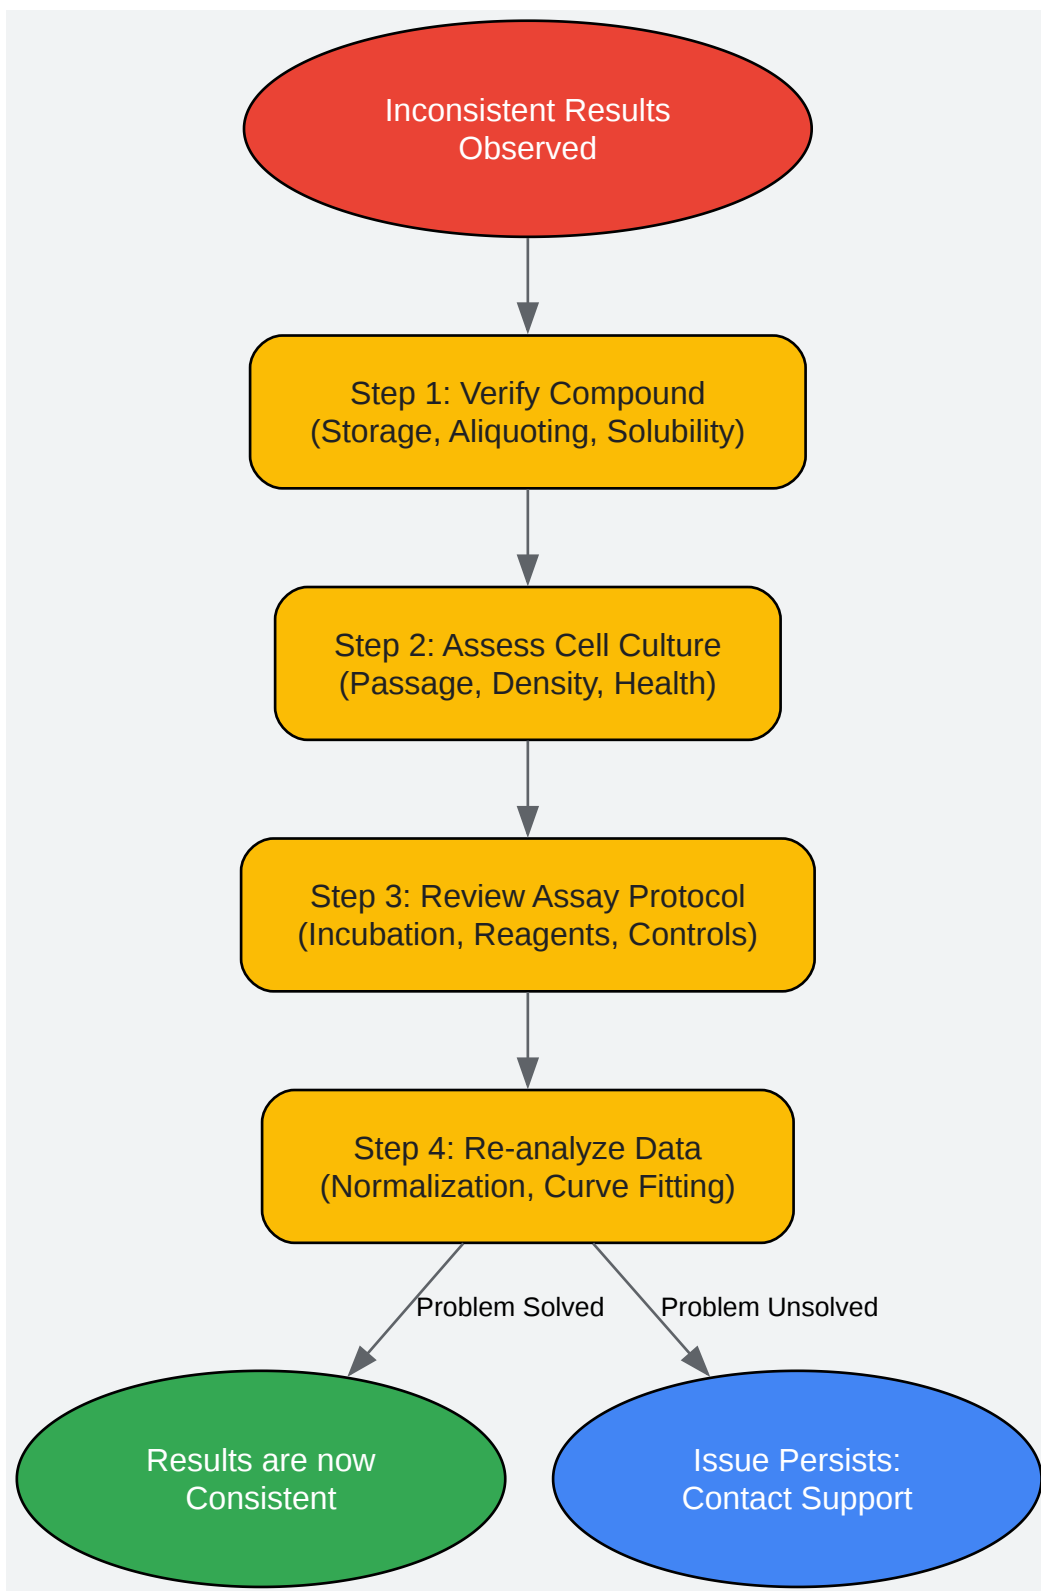 Inconsistent Results
Observed
Step 1: Verify Compound
(Storage, Aliquoting, Solubility)
Step 2: Assess Cell Culture
(Passage, Density, Health)
Step 3: Review Assay Protocol
(Incubation, Reagents, Controls)
Step 4: Re-analyze Data
(Normalization, Curve Fitting)
Problem Solved
Problem Unsolved
Results are now
Consistent
Issue Persists:
Contact Support